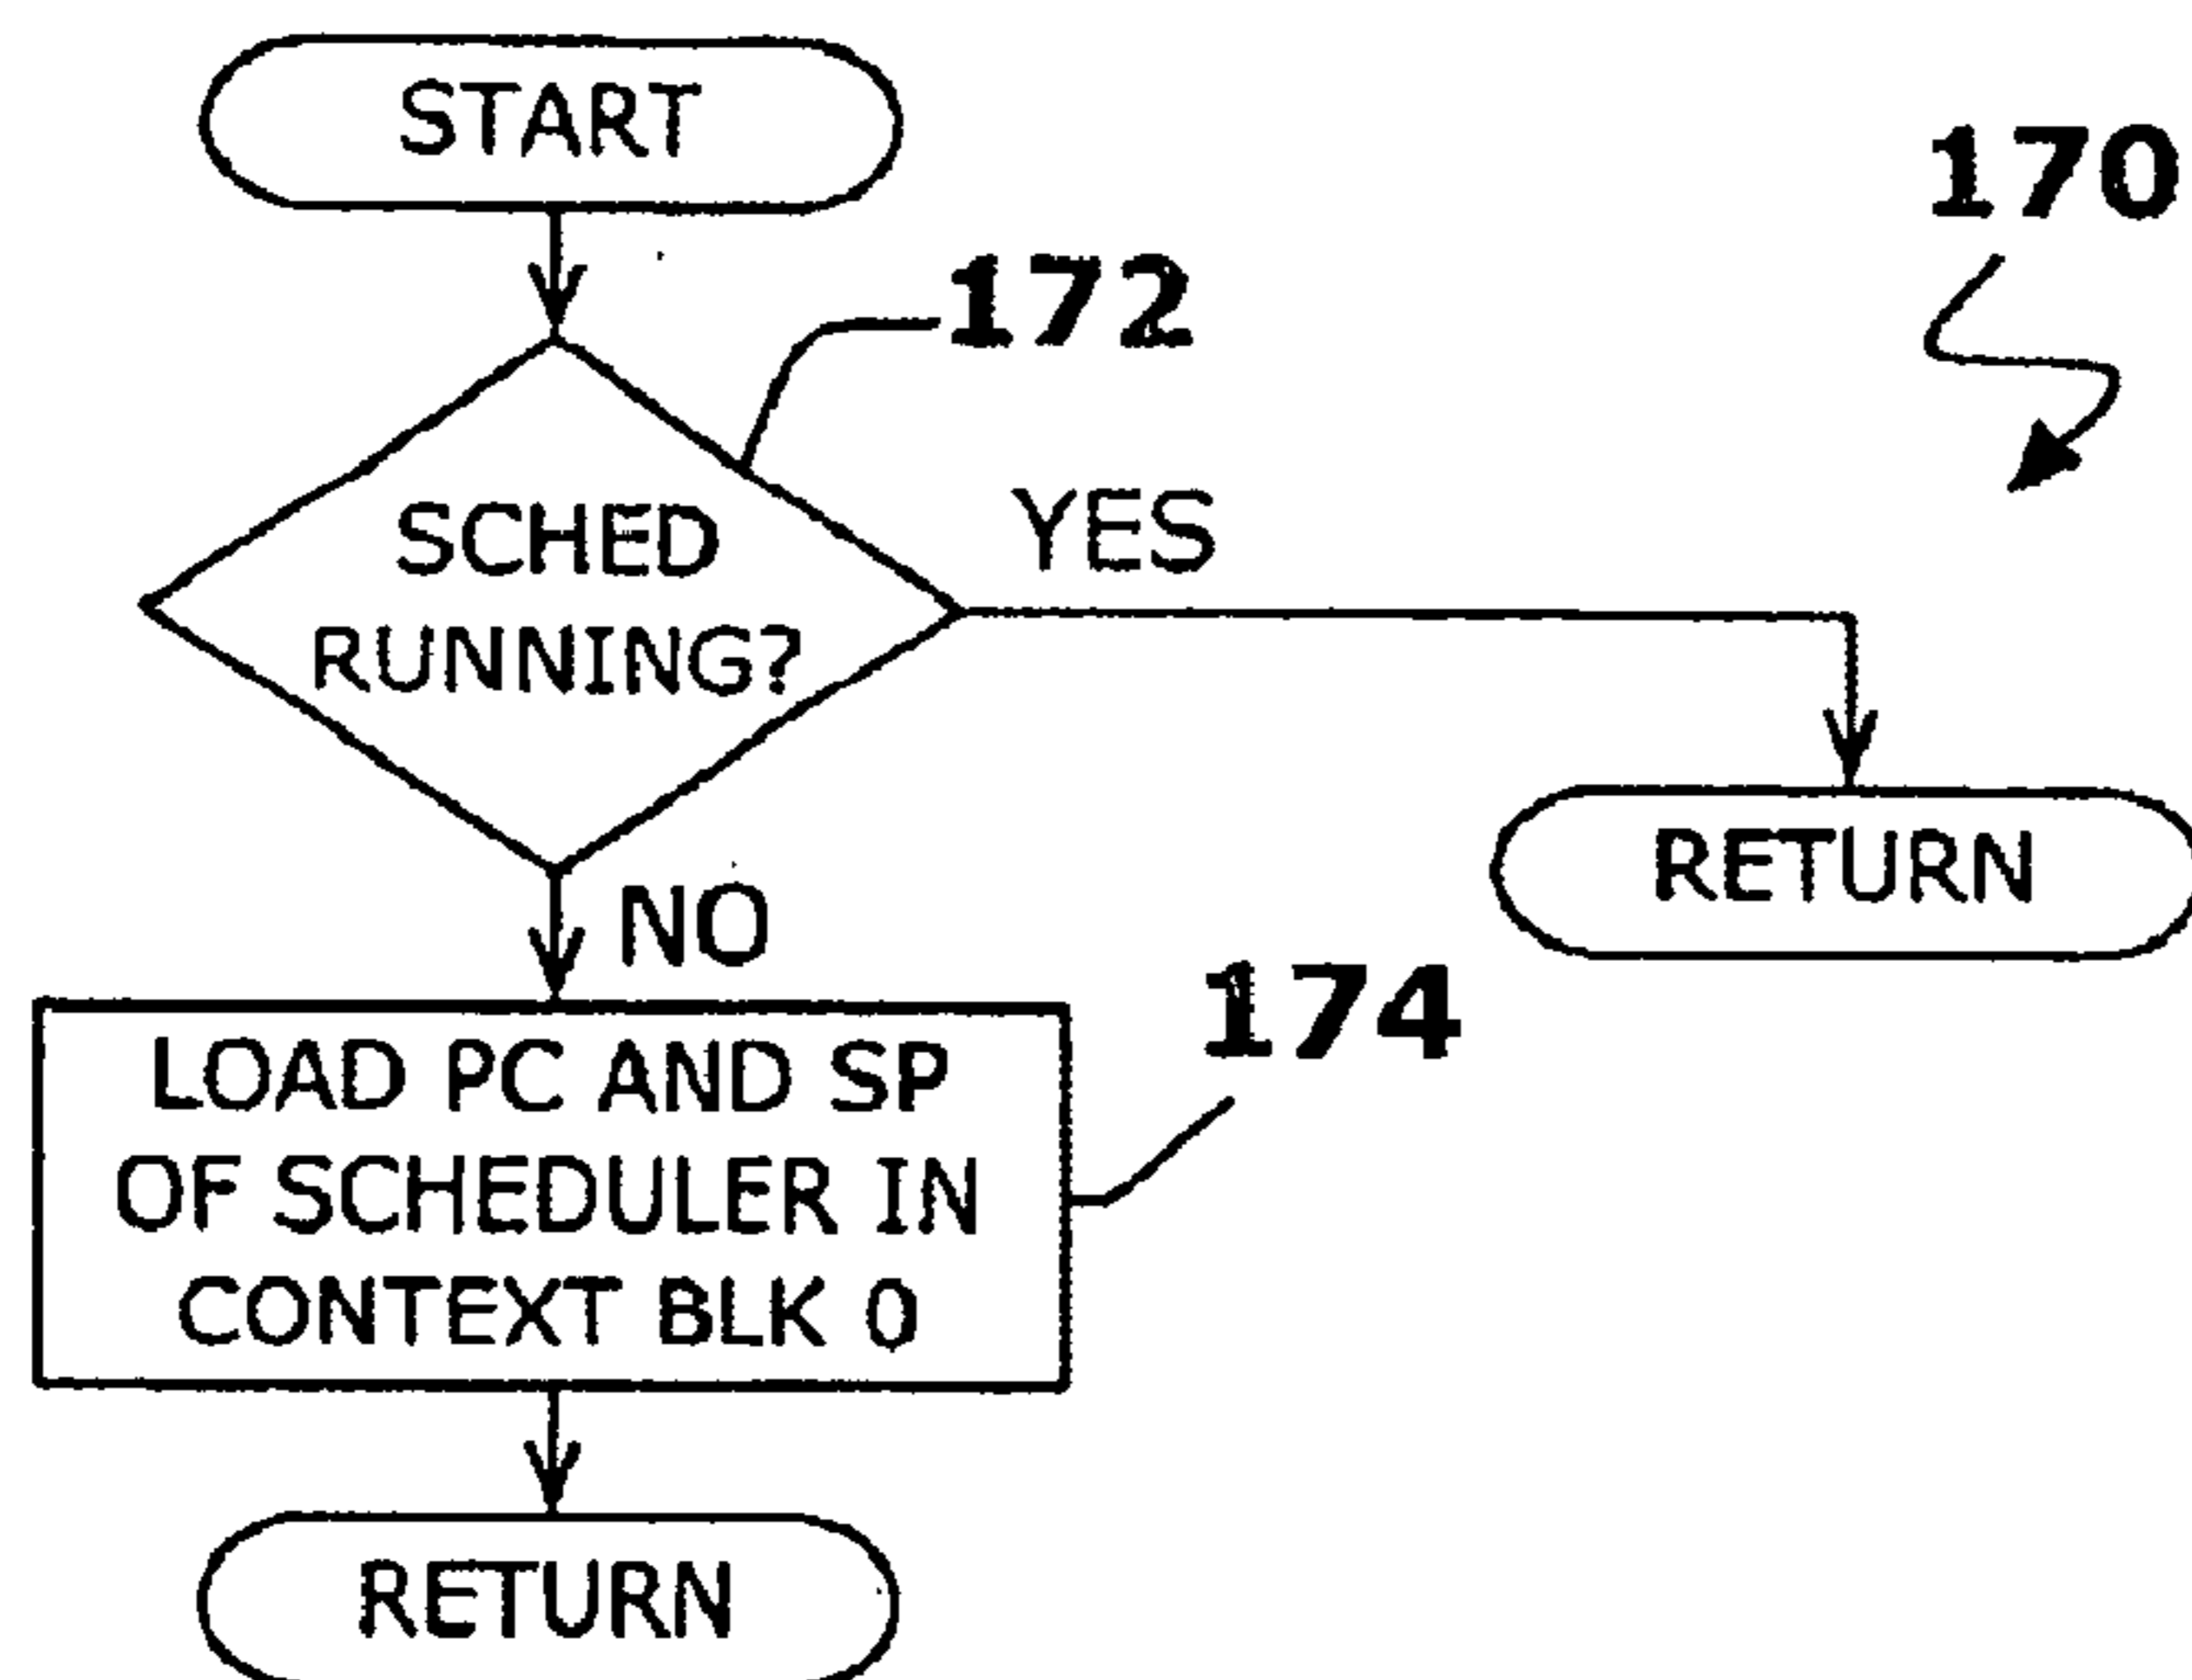 START
170
172
SCHED
RUNNING?
YES
RETURN
NO
174
LOAD PC AND SP
OF SCHEDULER IN
CONTEXT BLK 0
RETURN